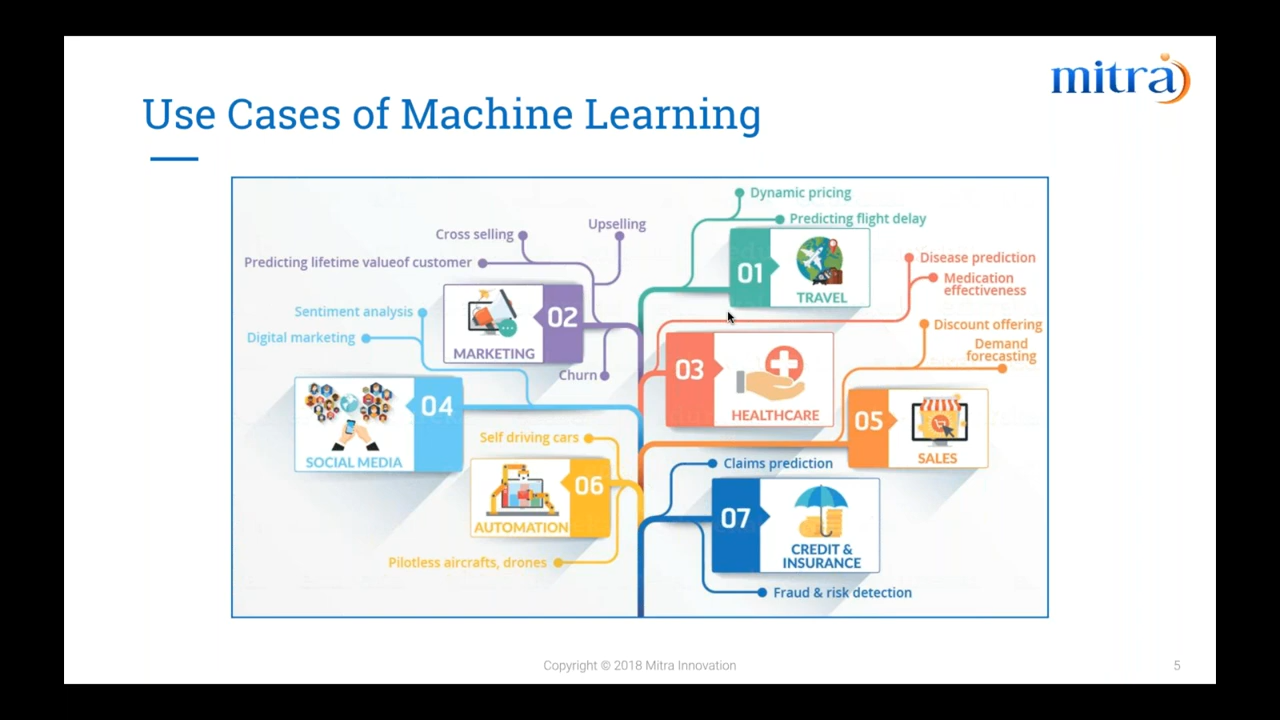 mitra
Use Cases of Machine Learning
Dynamic pricing
Predicting flight delay
01
TRAVEL
Cross selling
Upselling
Predicting lifetime valueof customer
02
MARKETING
Churn
Disease prediction
Medication
effectiveness
03
HEALTHCARE
Sentiment analysis
Digital marketing
04
SOCIAL MEDIA
Discount offering
Demand
forecasting
05
SALES
Self driving cars
06
AUTOMATION
Pilotless aircrafts, drones
Claims prediction
07
CREDIT &
INSURANCE
Fraud & risk detection
Copyright © 2018 Mitra Innovation
5